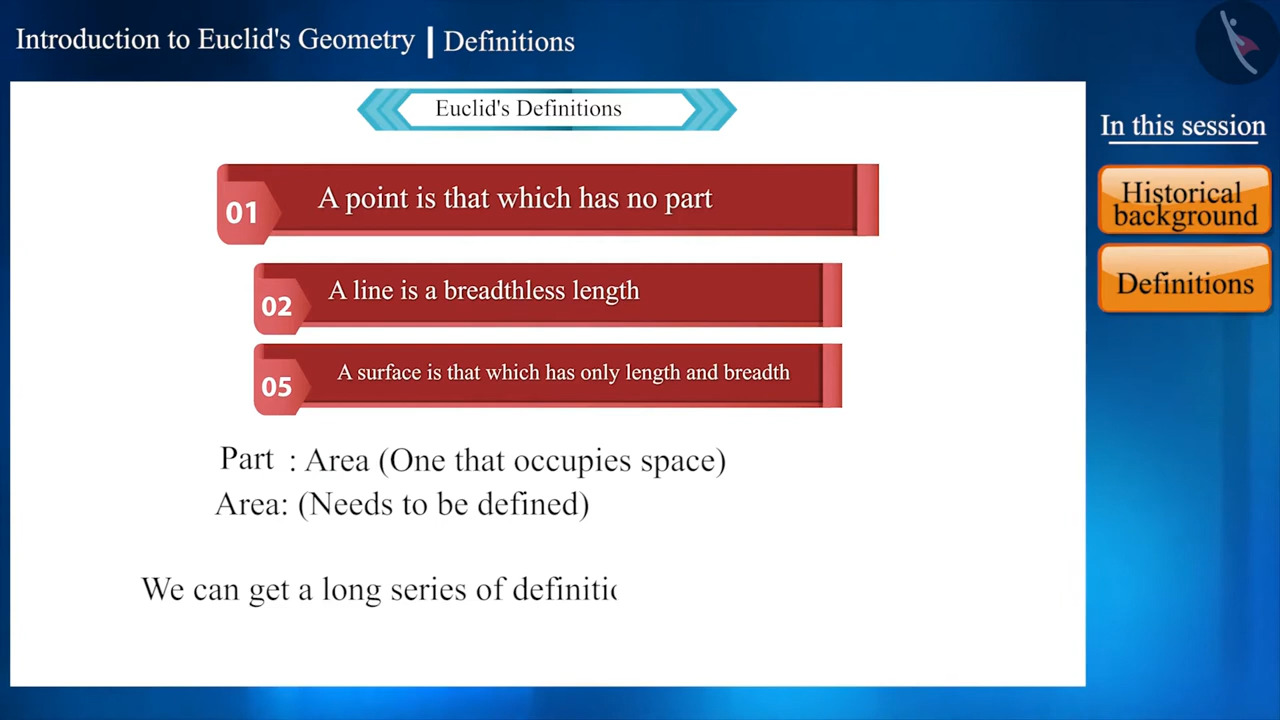 Introduction to Euclid's Geometry | Definitions
Euclid's Definitions
01 A point is that which has no part
02 A line is a breadthless length
05 A surface is that which has only length and breadth
Part : Area (One that occupies space)
Area: (Needs to be defined)
We can get a long series of
In this session
Historical
background
Definitions